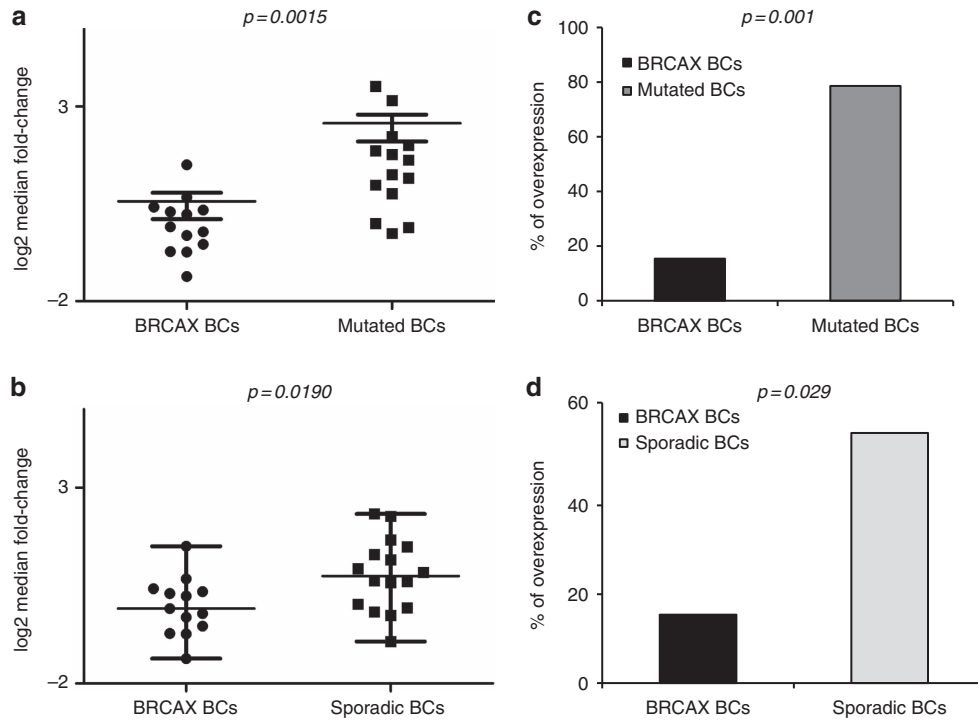 a
p=0.0015
log2 median fold-change
3
–2
BRCAX BCs
Mutated BCs
c
p=0.001
% of overexpression
100
80
60
40
20
0
BRCAX BCs
Mutated BCs
BRCAX BCs
Mutated BCs
b
p=0.0190
log2 median fold-change
3
–2
BRCAX BCs
Sporadic BCs
d
p=0.029
% of overexpression
60
40
20
0
BRCAX BCs
Sporadic BCs
BRCAX BCs
Sporadic BCs